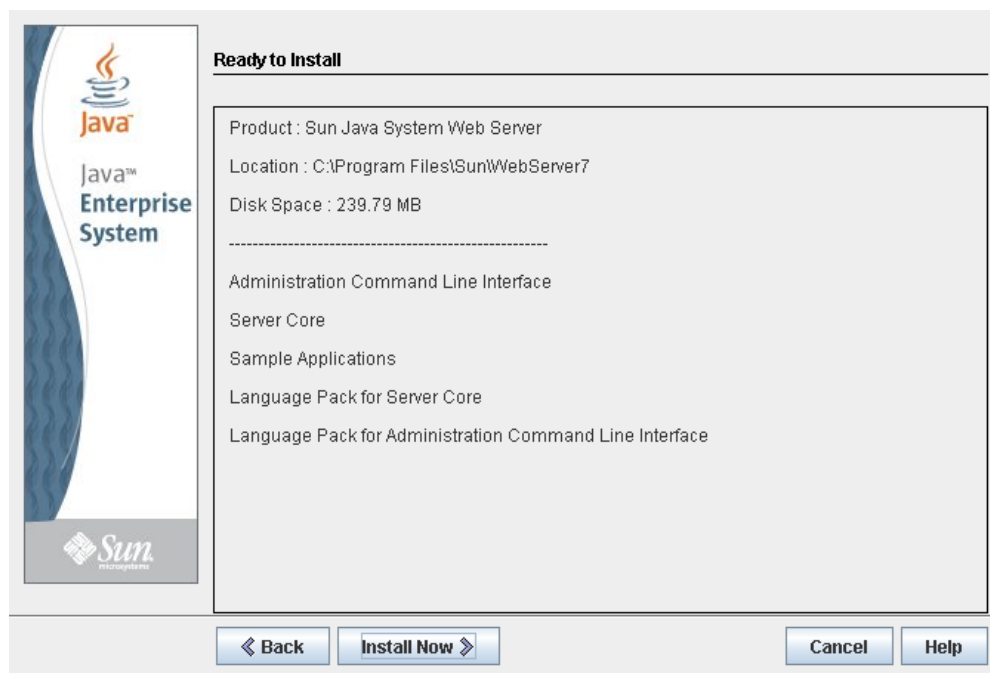 Java™
Java™
Enterprise
System
Sun
microsystems
Ready to Install
Product : Sun Java System Web Server
Location : C:\Program Files\Sun\WebServer7
Disk Space : 239.79 MB
------------------------------------------------------
Administration Command Line Interface
Server Core
Sample Applications
Language Pack for Server Core
Language Pack for Administration Command Line Interface
Back
Install Now
Cancel
Help